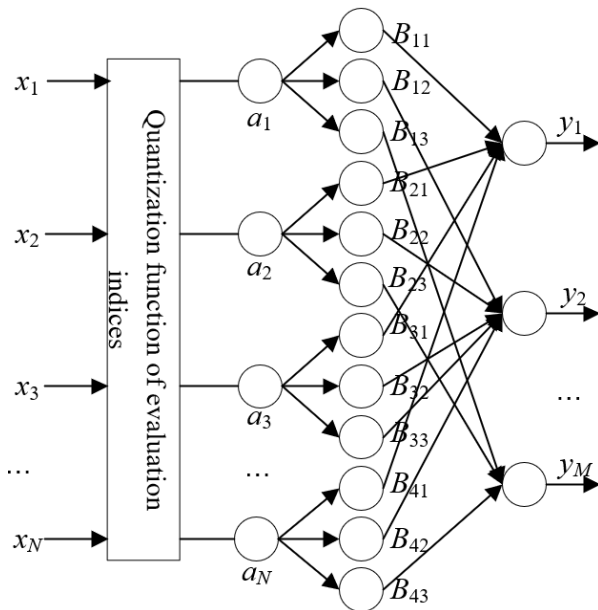 x1
x2
x3
…
xN
Quantization function of evaluation
indices
a1
a2
a3
…
aN
B11
B12
B13
B21
B22
B23
B31
B32
B33
B41
B42
B43
y1
y2
…
yM